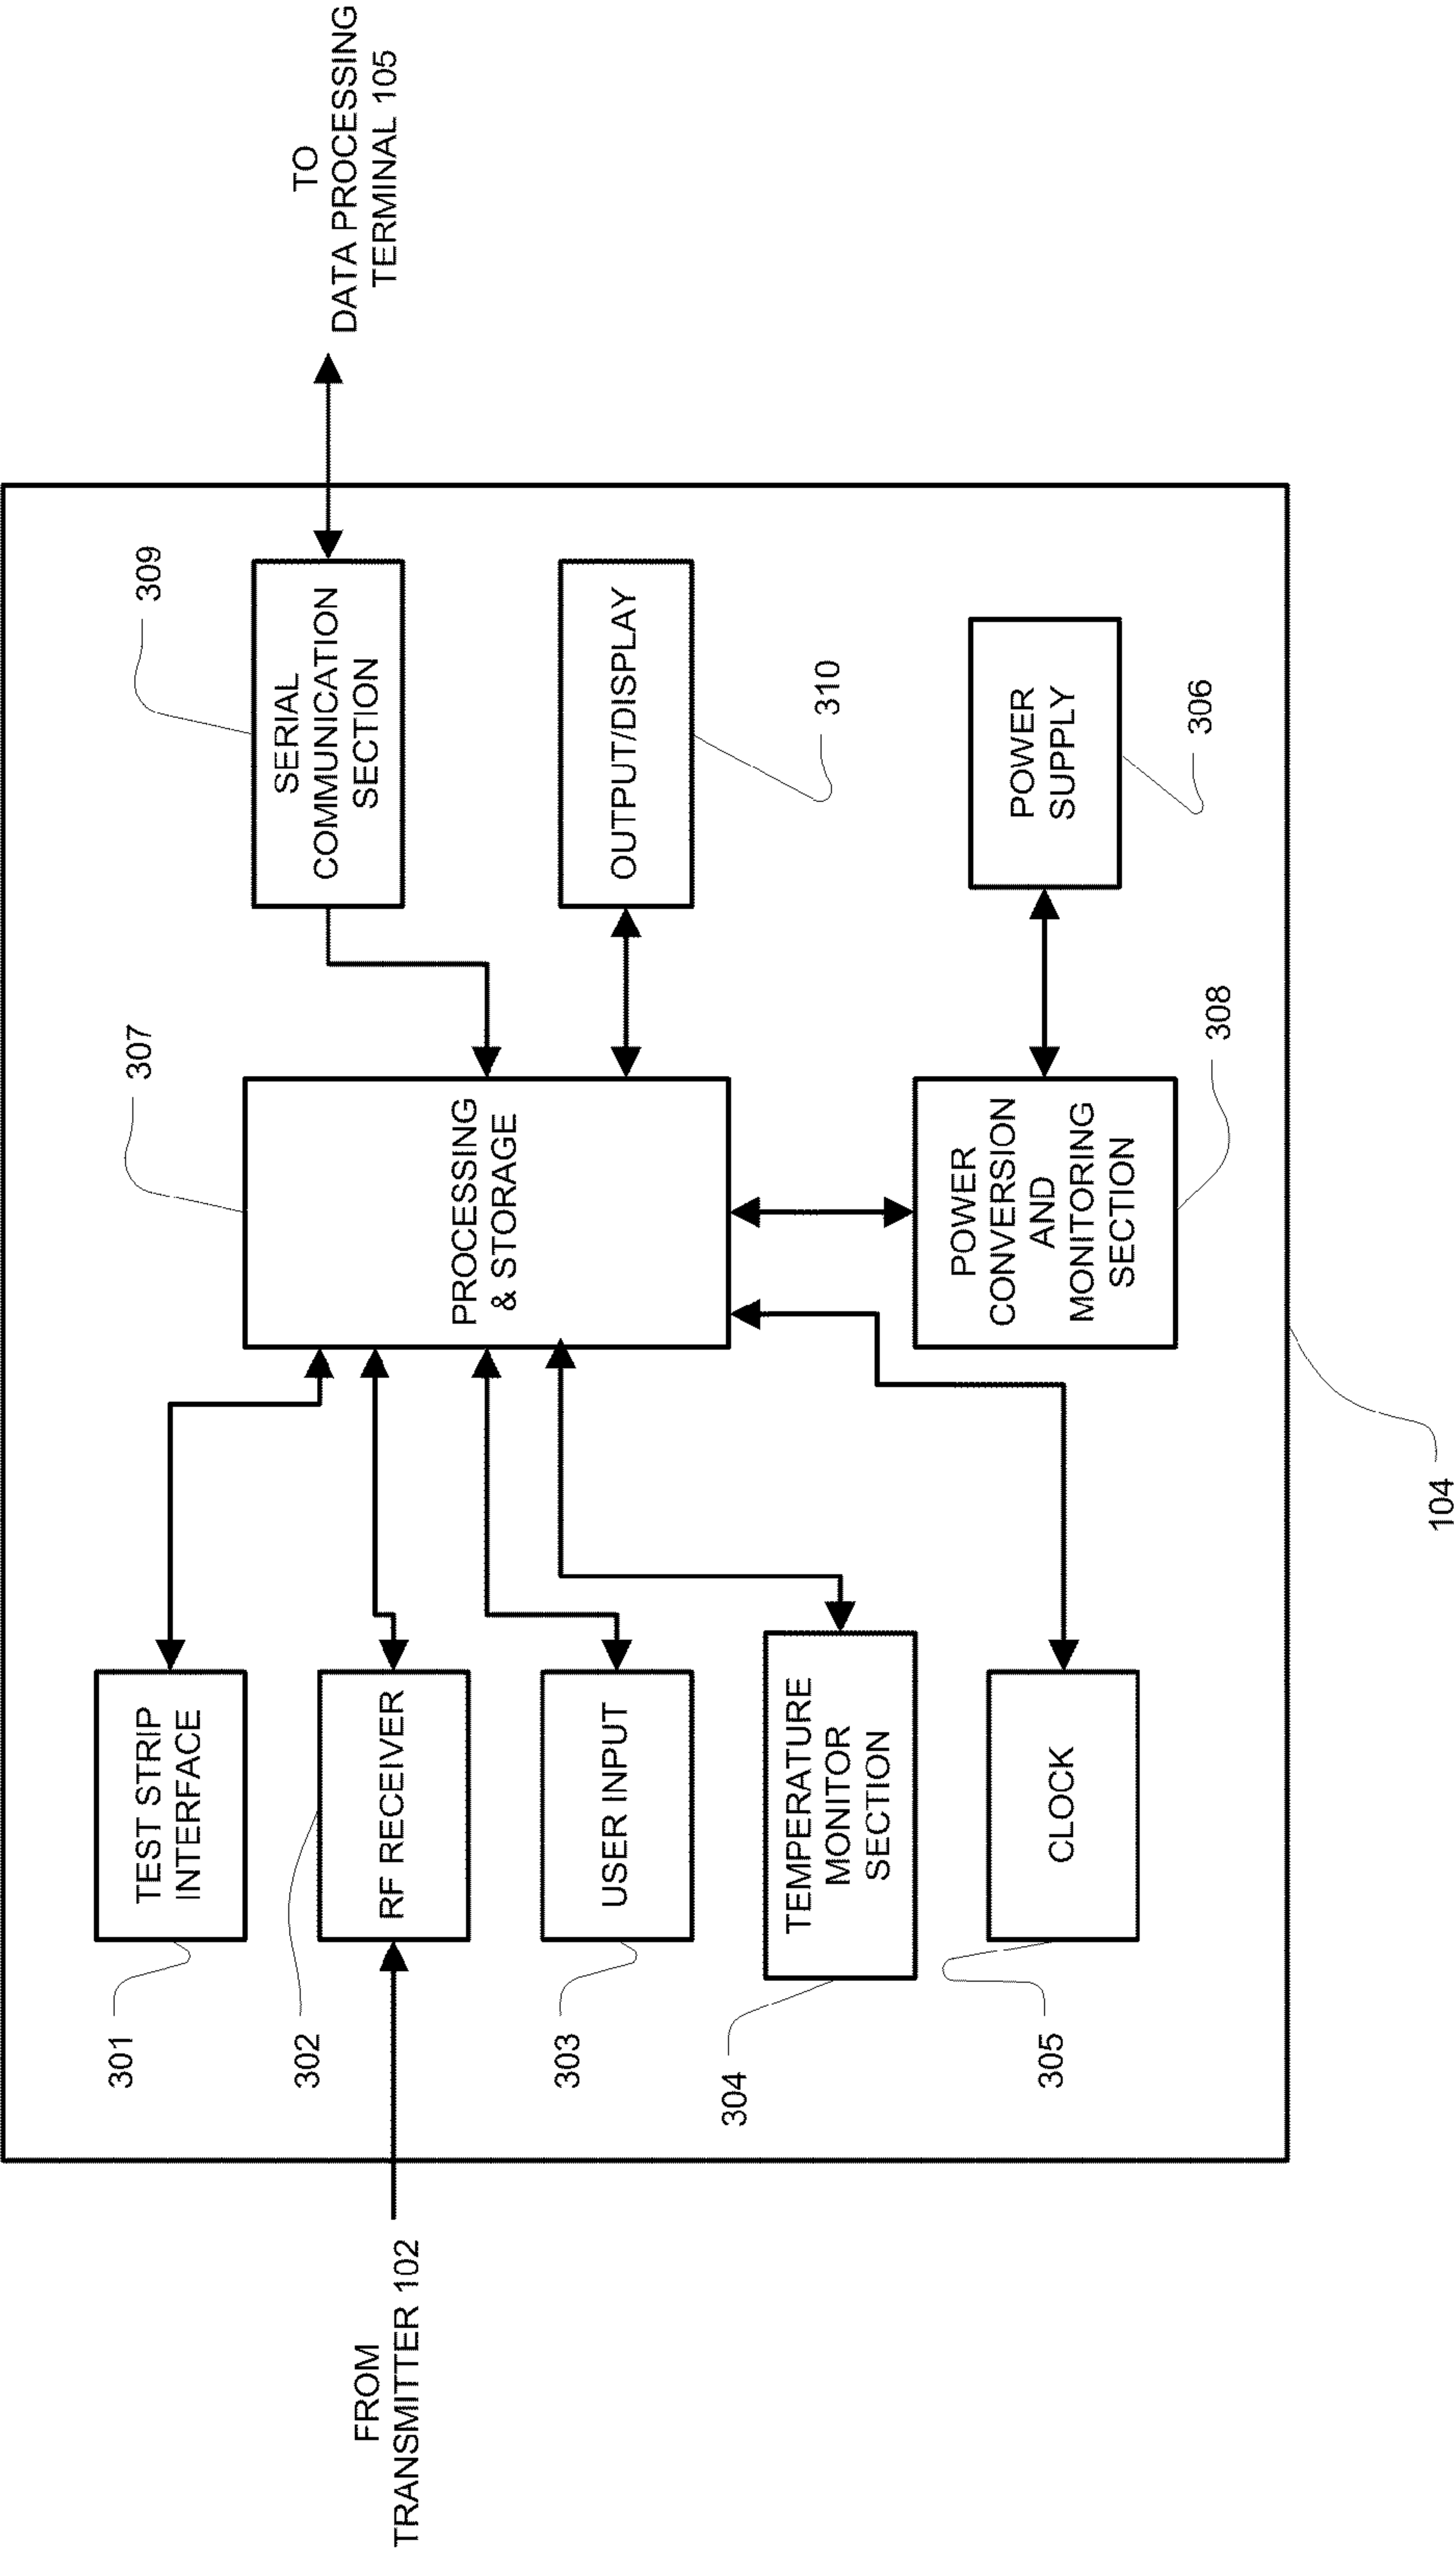 301
TEST STRIP
INTERFACE
307
PROCESSING
& STORAGE
309
SERIAL
COMMUNICATION
SECTION
TO
DATA PROCESSING
TERMINAL 105
FROM
TRANSMITTER 102
302
RF RECEIVER
303
USER INPUT
OUTPUT/DISPLAY
310
304
TEMPERATURE
MONITOR
SECTION
305
CLOCK
POWER
CONVERSION
AND
MONITORING
SECTION
308
POWER
SUPPLY
306
104